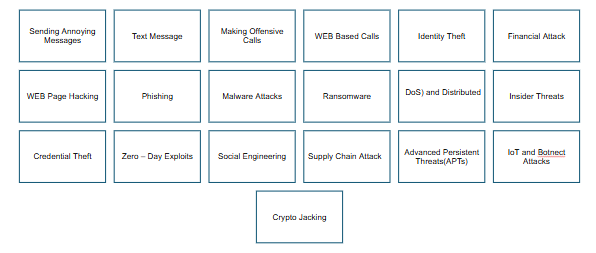 Sending Annoying
Messages
Text Message
Making Offensive
Calls
WEB Based Calls
Identity Theft
Financial Attack
WEB Page Hacking
Phishing
Malware Attacks
Ransomware
DoS) and Distributed
Insider Threats
Credential Theft
Zero – Day Exploits
Social Engineering
Supply Chain Attack
Advanced Persistent
Threats(APTs)
IoT and Botnect
Attacks
Crypto Jacking